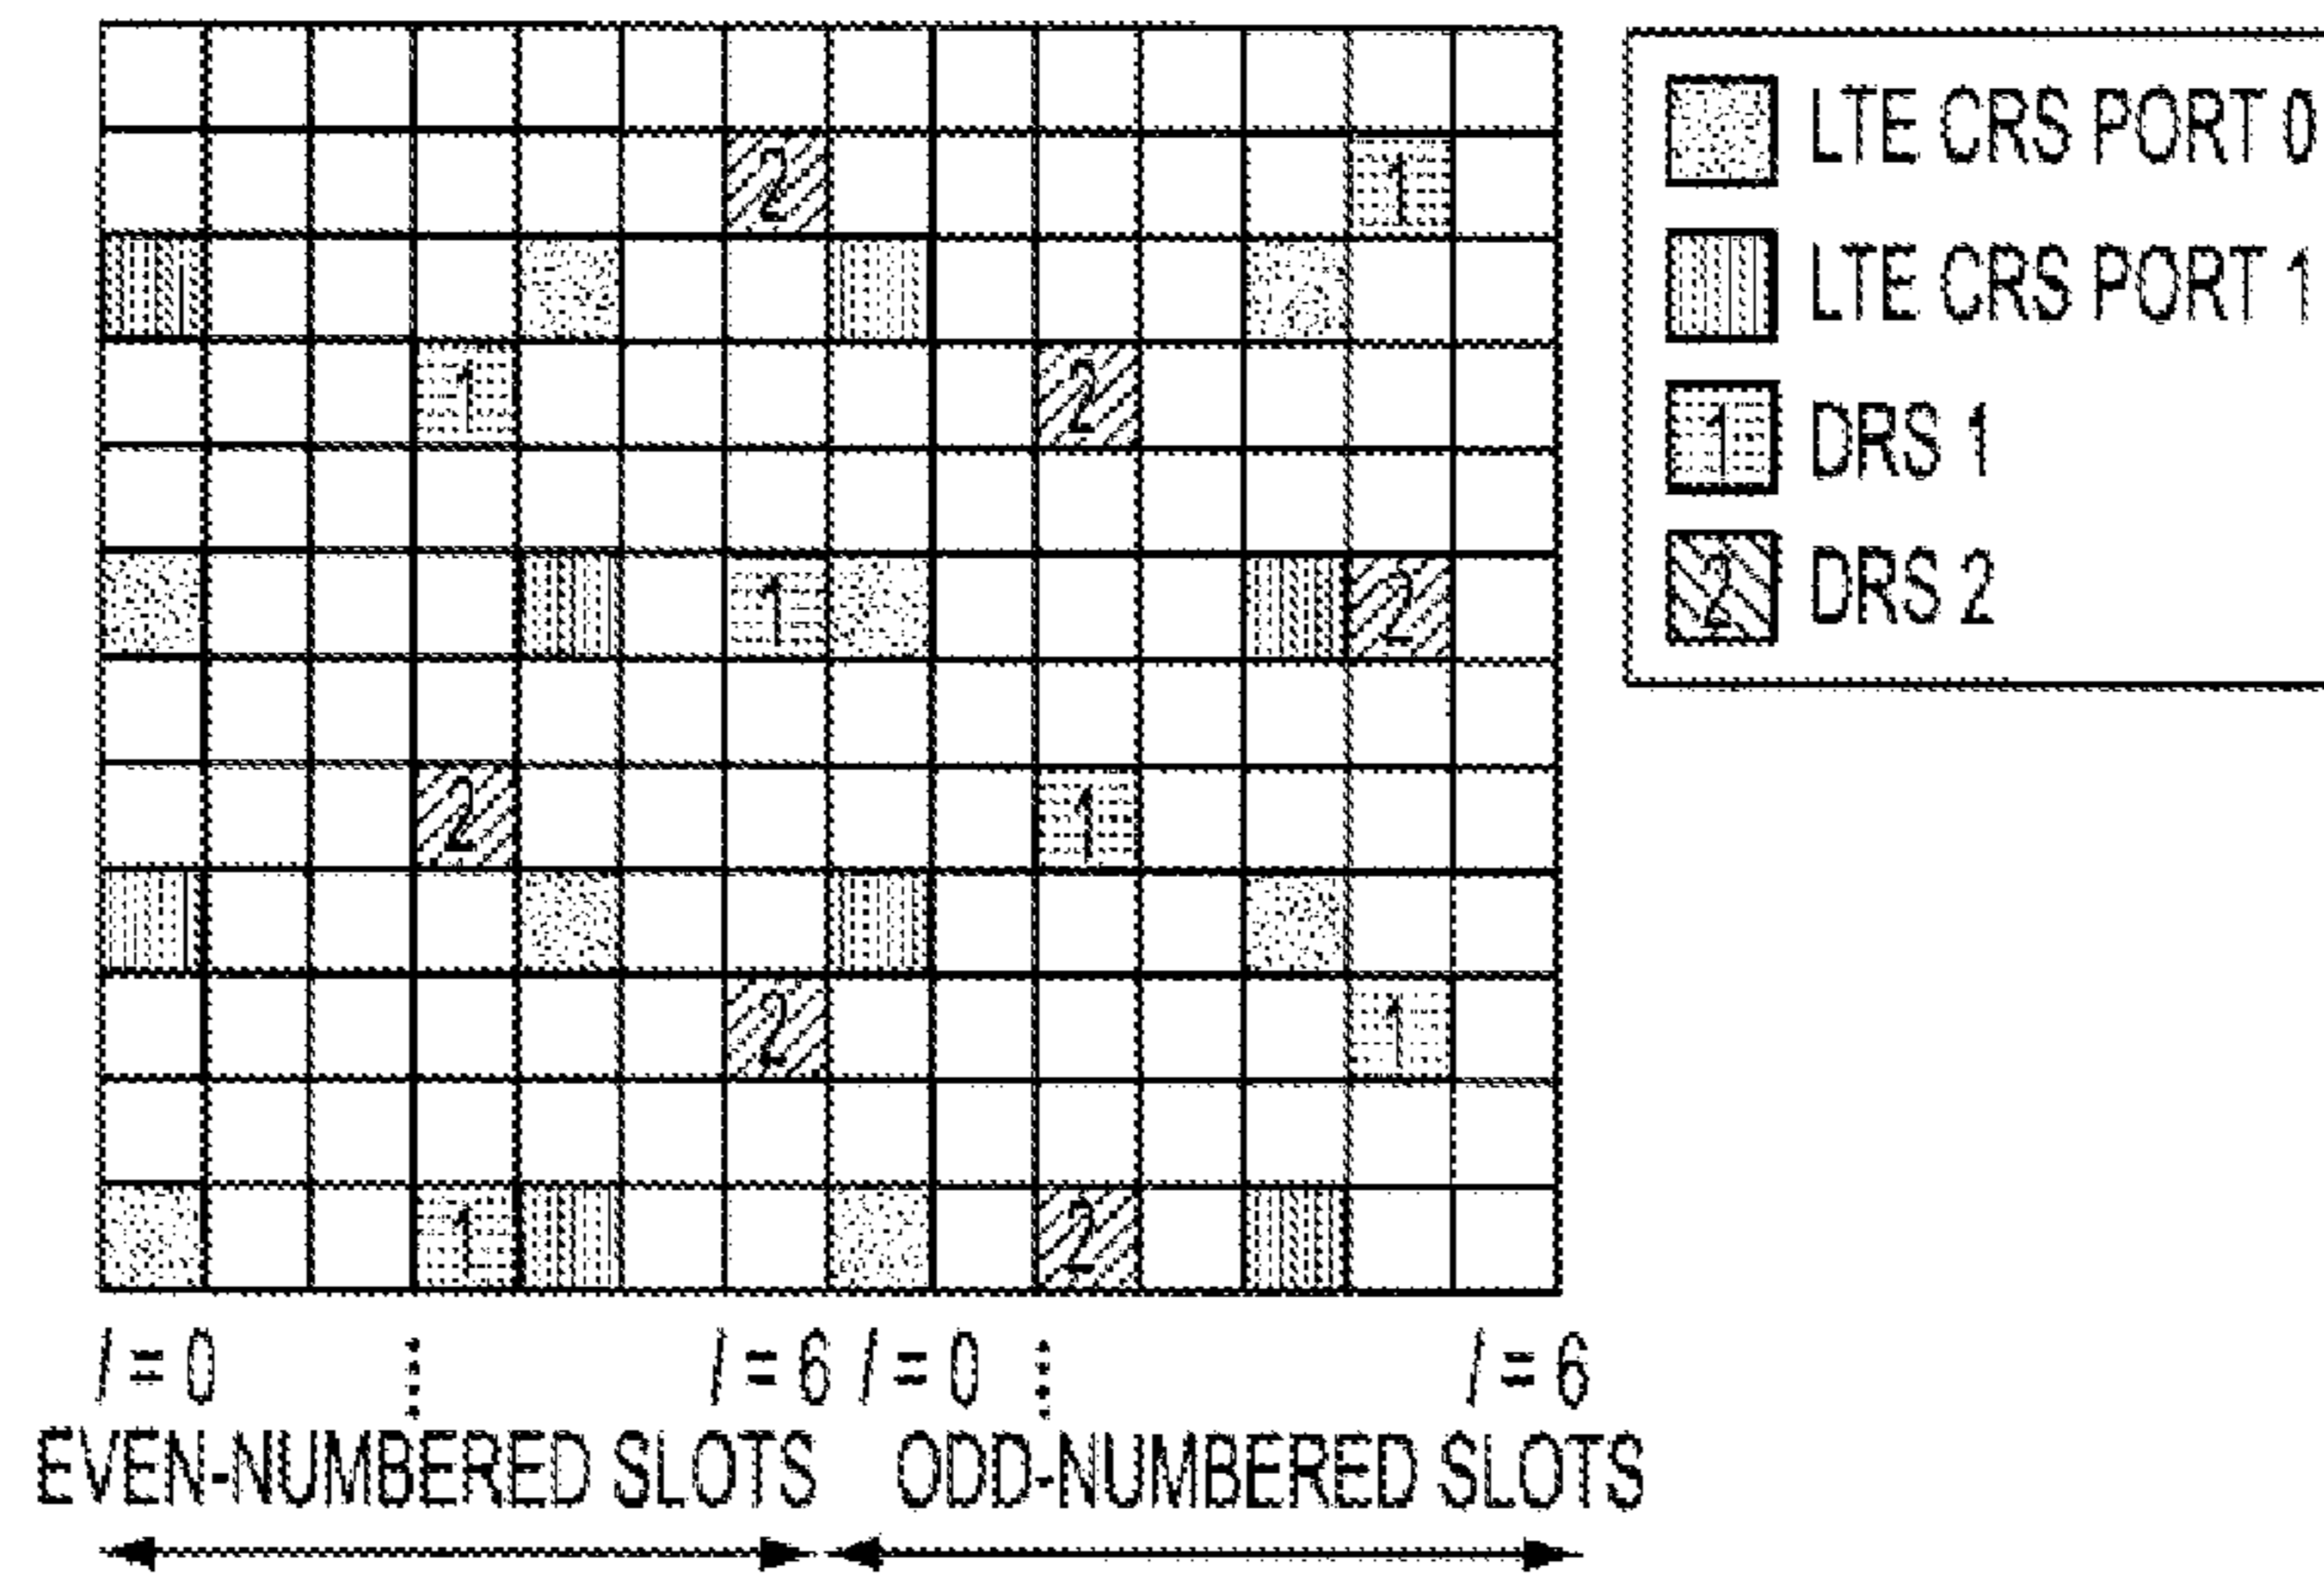 2 1
1 2
1 2
2 1
2 1
1 2
LTE CRS PORT 0
LTE CRS PORT 1
1 DRS 1
2 DRS 2
l = 0 ⋮ l = 6 l = 0 ⋮ l = 6
EVEN-NUMBERED SLOTS ODD-NUMBERED SLOTS